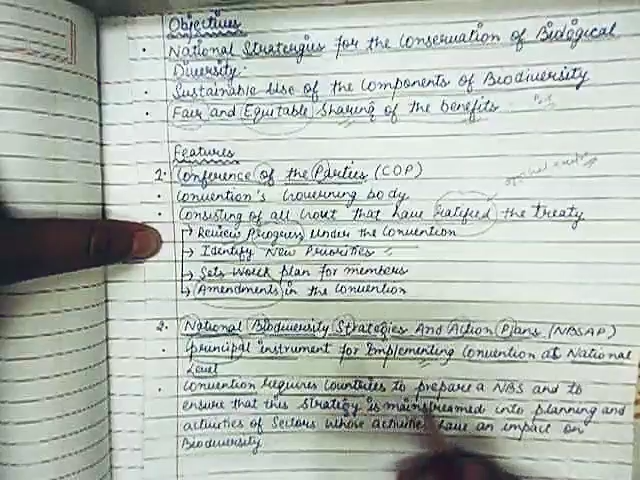 Objectives
• National Strategies for the Conservation of Biological
Diversity.
• Sustainable Use of the Components of Biodiversity
• Fair and Equitable Sharing of the benefits
Features
1. Conference of the Parties (COP)
• Convention's Governing body
• Consisting of all Govt that have ratified the treaty
→ Review Progress under the Convention
→ Identify New Priorities
→ Sets work plan for members
↳ Amendments in the Convention
2. National Biodiversity Strategies And Action Plans (NBSAP)
• principal instrument for Implementing Convention at National
Level
• Convention requires countries to prepare a NBS and to
ensure that this Strategy is mainstreamed into planning and
activities of Sectors whose activities have an impact on
Biodiversity